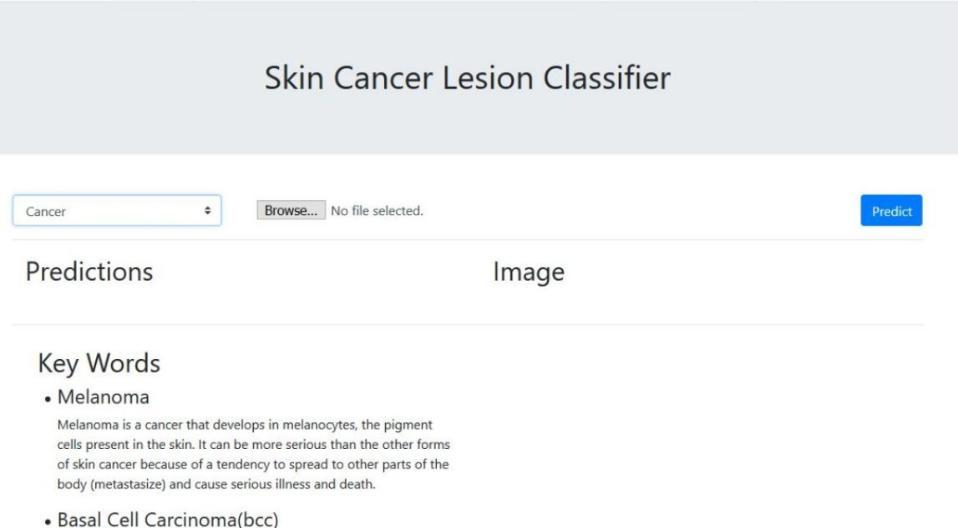 Skin Cancer Lesion Classifier
Cancer
Browse... No file selected.
Predict
Predictions
Image
Key Words
• Melanoma
Melanoma is a cancer that develops in melanocytes, the pigment
cells present in the skin. It can be more serious than the other forms
of skin cancer because of a tendency to spread to other parts of the
body (metastasize) and cause serious illness and death.
• Basal Cell Carcinoma(bcc)